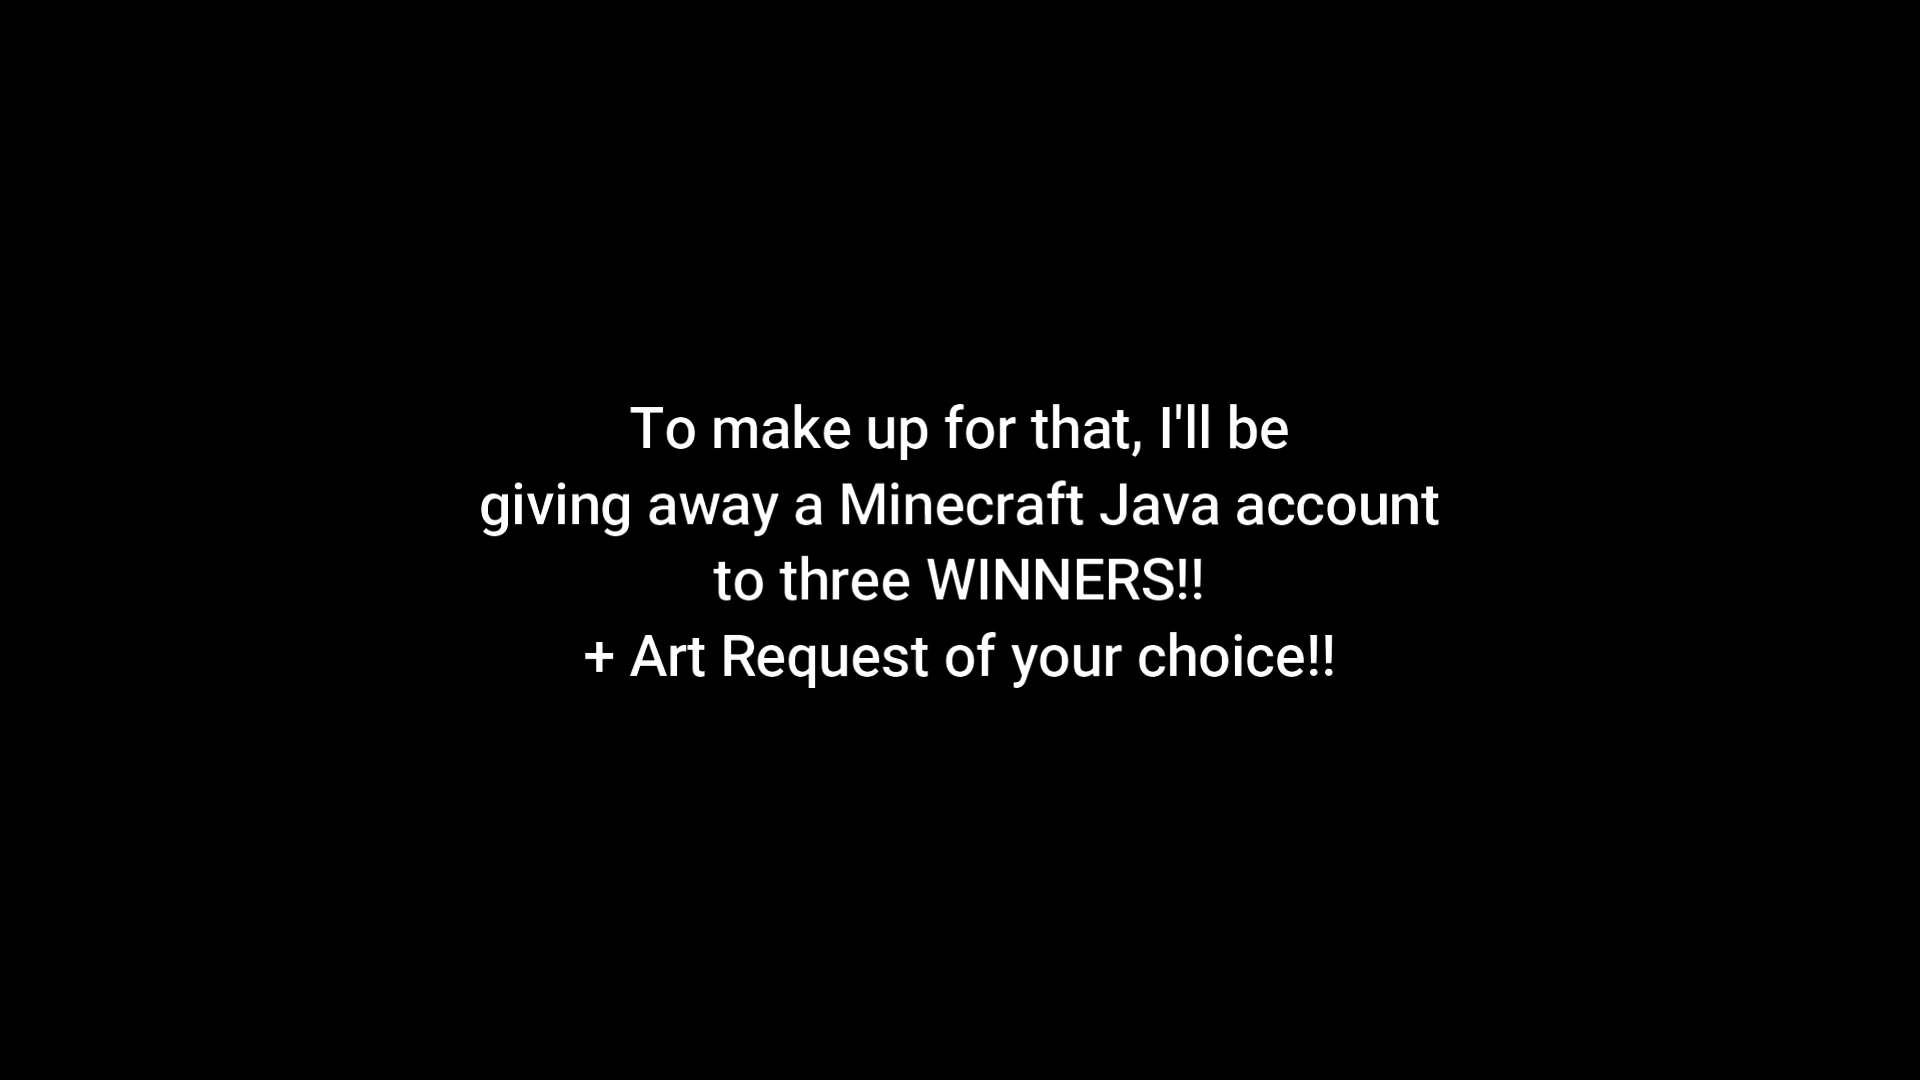 To make up for that, I'll be
giving away a Minecraft Java account
to three WINNERS!!
+ Art Request of your choice!!